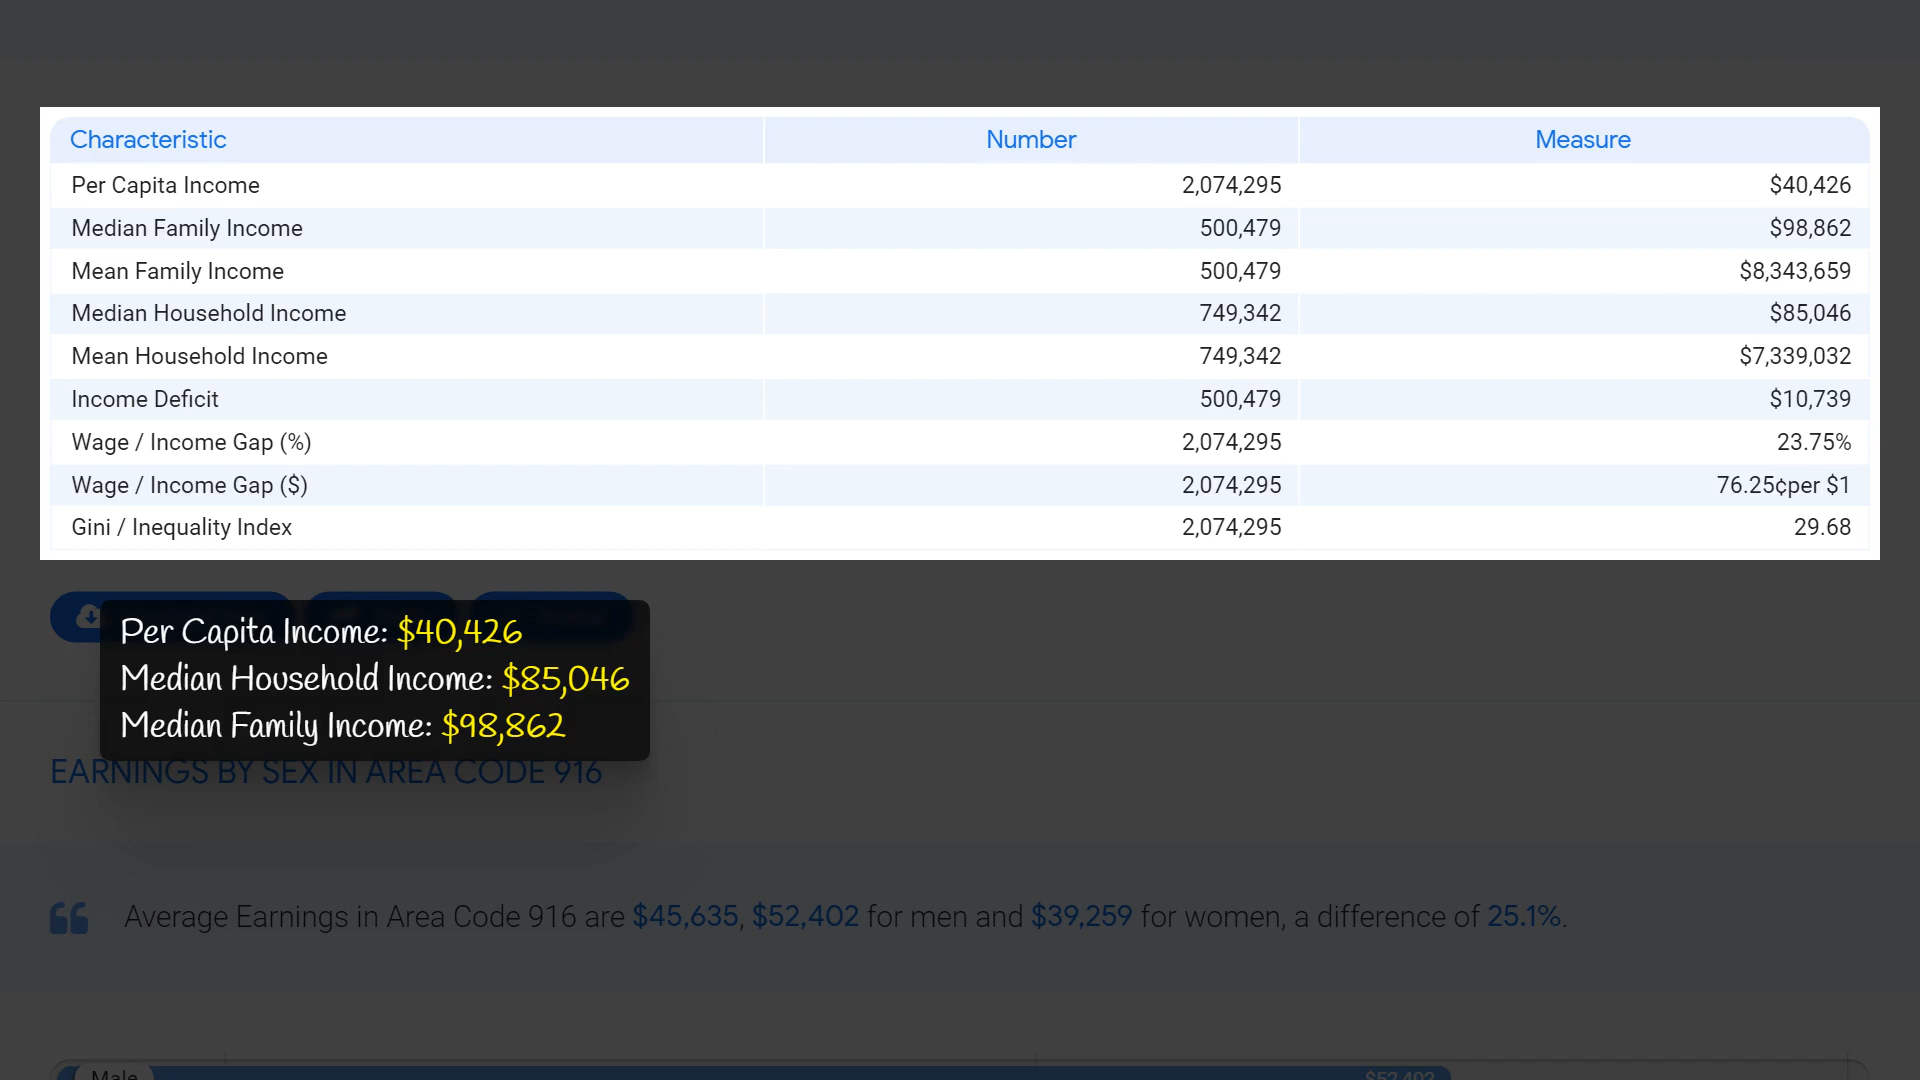 Characteristic Number Measure
Per Capita Income 2,074,295 $40,426
Median Family Income 500,479 $98,862
Mean Family Income 500,479 $8,343,659
Median Household Income 749,342 $85,046
Mean Household Income 749,342 $7,339,032
Income Deficit 500,479 $10,739
Wage / Income Gap (%) 2,074,295 23.75%
Wage / Income Gap ($) 2,074,295 76.25¢per $1
Gini / Inequality Index 2,074,295 29.68
Per Capita Income: $40,426
Median Household Income: $85,046
Median Family Income: $98,862
EARNINGS BY SEX IN AREA CODE 916
Average Earnings in Area Code 916 are $45,635, $52,402 for men and $39,259 for women, a difference of 25.1%.
Male $52,402